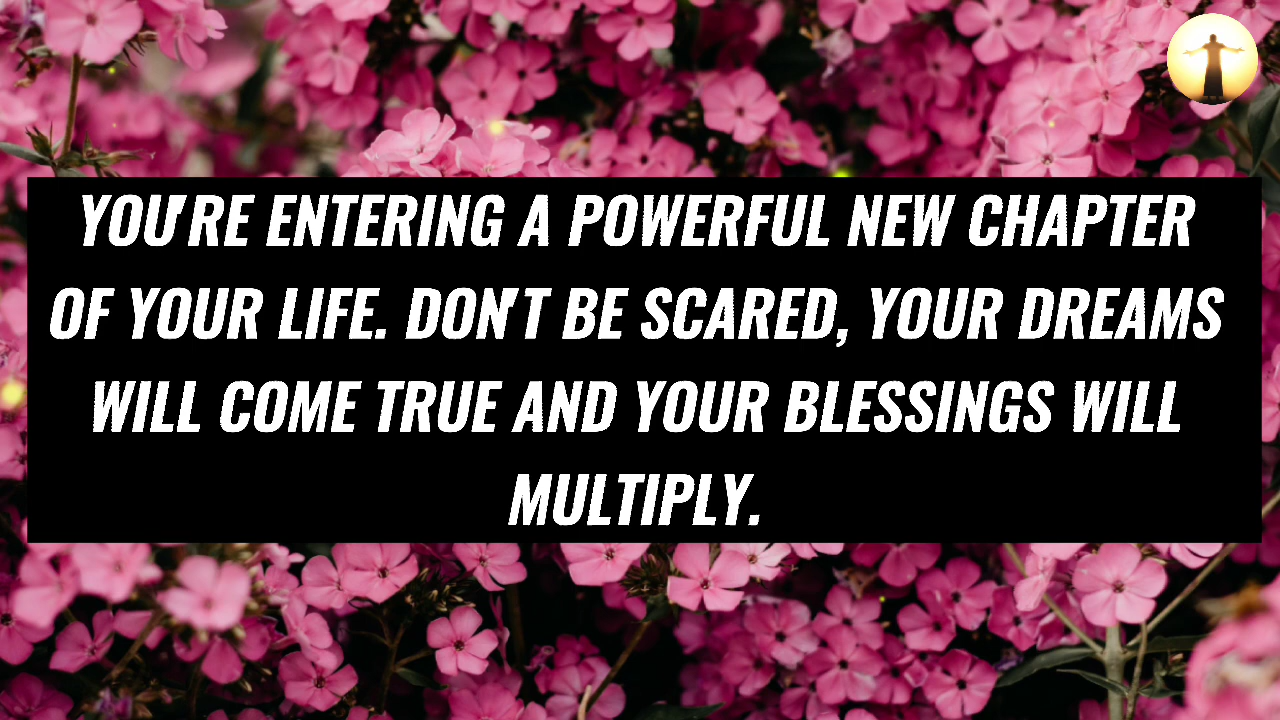 YOU'RE ENTERING A POWERFUL NEW CHAPTER
OF YOUR LIFE. DON'T BE SCARED, YOUR DREAMS
WILL COME TRUE AND YOUR BLESSINGS WILL
MULTIPLY.